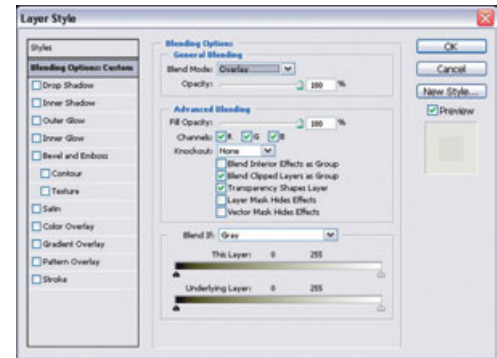 Layer Style
Styles
Blending Options: Custom
Drop Shadow
Inner Shadow
Outer Glow
Inner Glow
Bevel and Emboss
Contour
Texture
Satin
Color Overlay
Gradient Overlay
Pattern Overlay
Stroke
Blending Options
General Blending
Blend Mode: Overlay
Opacity: 100 %
Advanced Blending
Fill Opacity: 100 %
Channels: R G B
Knockout: None
Blend Interior Effects as Group
Blend Clipped Layers as Group
Transparency Shapes Layer
Layer Mask Hides Effects
Vector Mask Hides Effects
Blend If: Gray
This Layer: 0 255
Underlying Layer: 0 255
OK
Cancel
New Style...
Preview